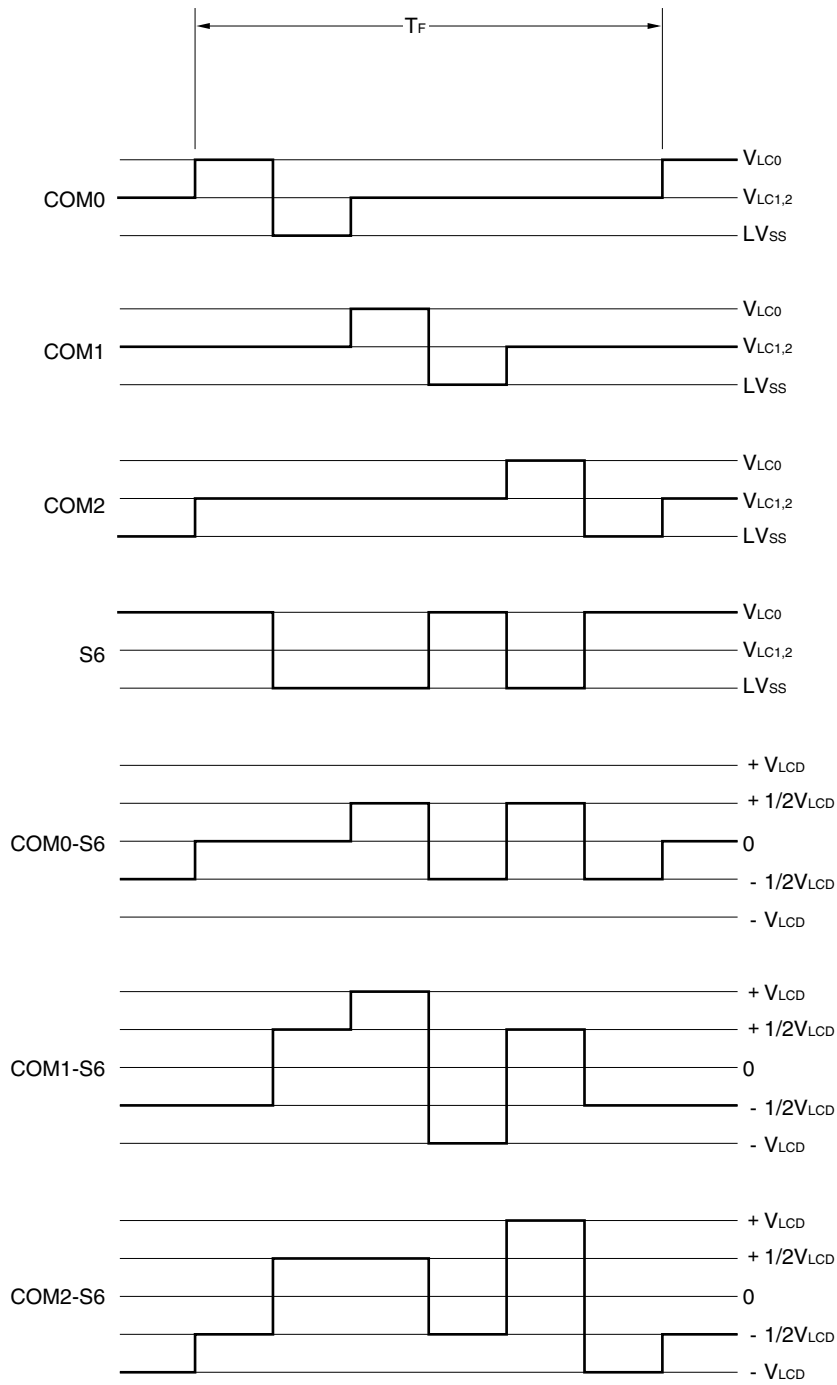 TF
COM0
VLC0
VLC1,2
LVSS
COM1
VLC0
VLC1,2
LVSS
COM2
VLC0
VLC1,2
LVSS
S6
VLC0
VLC1,2
LVSS
COM0-S6
+ VLCD
+ 1/2VLCD
0
- 1/2VLCD
- VLCD
COM1-S6
+ VLCD
+ 1/2VLCD
0
- 1/2VLCD
- VLCD
COM2-S6
+ VLCD
+ 1/2VLCD
0
- 1/2VLCD
- VLCD